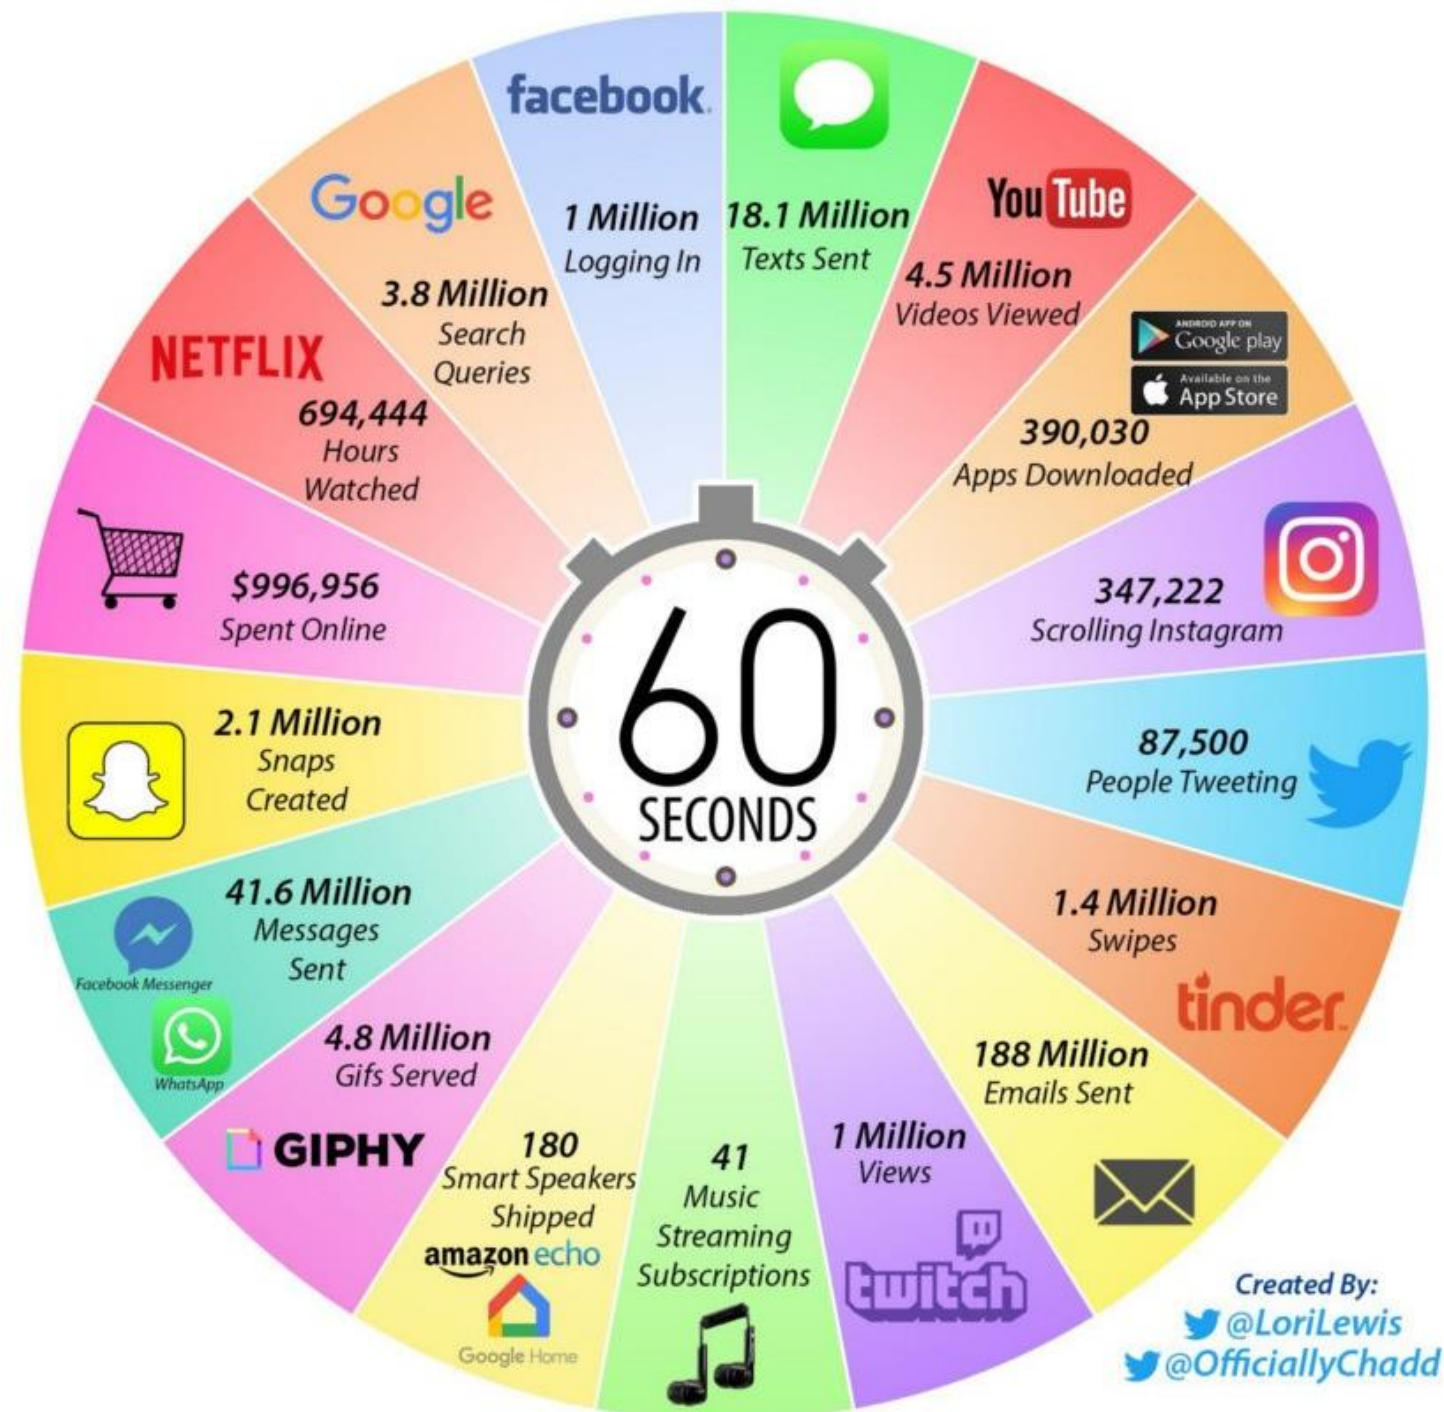 facebook
1 Million
Logging In
18.1 Million
Texts Sent
YouTube
4.5 Million
Videos Viewed
ANDROID APP ON
Google play
Available on the
App Store
390,030
Apps Downloaded
347,222
Scrolling Instagram
87,500
People Tweeting
1.4 Million
Swipes
tinder
188 Million
Emails Sent
1 Million
Views
twitch
41
Music
Streaming
Subscriptions
180
Smart Speakers
Shipped
amazon echo
Google Home
4.8 Million
Gifs Served
GIPHY
41.6 Million
Messages
Sent
Facebook Messenger
WhatsApp
2.1 Million
Snaps
Created
$996,956
Spent Online
NETFLIX
694,444
Hours
Watched
Google
3.8 Million
Search
Queries
60
SECONDS
Created By:
@LoriLewis
@OfficiallyChadd